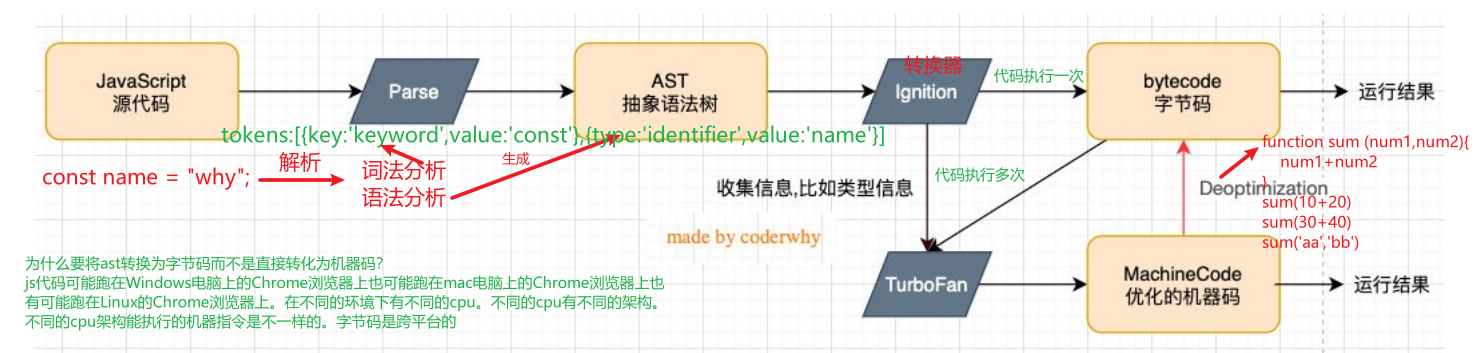 JavaScript
源代码
Parse
AST
抽象语法树
转换器
Ignition
代码执行一次
bytecode
字节码
运行结果
tokens:[{key:'keyword',value:'const'},{type:'identifier',value:'name'}]
const name = "why";
解析
词法分析
语法分析
生成
收集信息,比如类型信息
代码执行多次
function sum (num1,num2){
num1+num2
}
Deoptimization
sum(10+20)
sum(30+40)
sum('aa','bb')
made by coderwhy
为什么要将ast转换为字节码而不是直接转化为机器码?
js代码可能跑在Windows电脑上的Chrome浏览器上也可能跑在mac电脑上的Chrome浏览器上也
有可能跑在Linux的Chrome浏览器上。在不同的环境下有不同的cpu。不同的cpu有不同的架构。
不同的cpu架构能执行的机器指令是不一样的。字节码是跨平台的
TurboFan
MachineCode
优化的机器码
运行结果